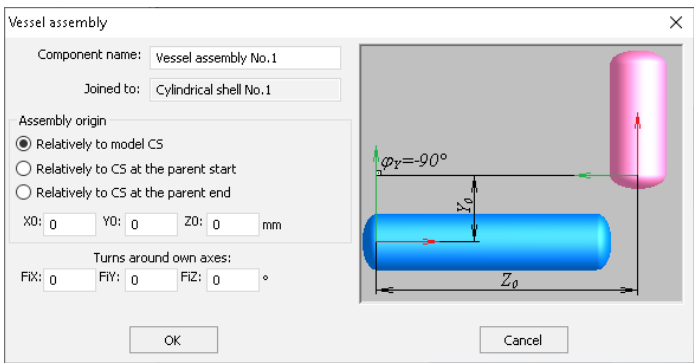 Vessel assembly
Component name: Vessel assembly No.1
Joined to: Cylindrical shell No.1
Assembly origin
Relatively to model CS
Relatively to CS at the parent start
Relatively to CS at the parent end
X0: 0 Y0: 0 Z0: 0 mm
Turns around own axes:
FiX: 0 FiY: 0 FiZ: 0 °
OK
φY=-90°
Y0
Z0
Cancel